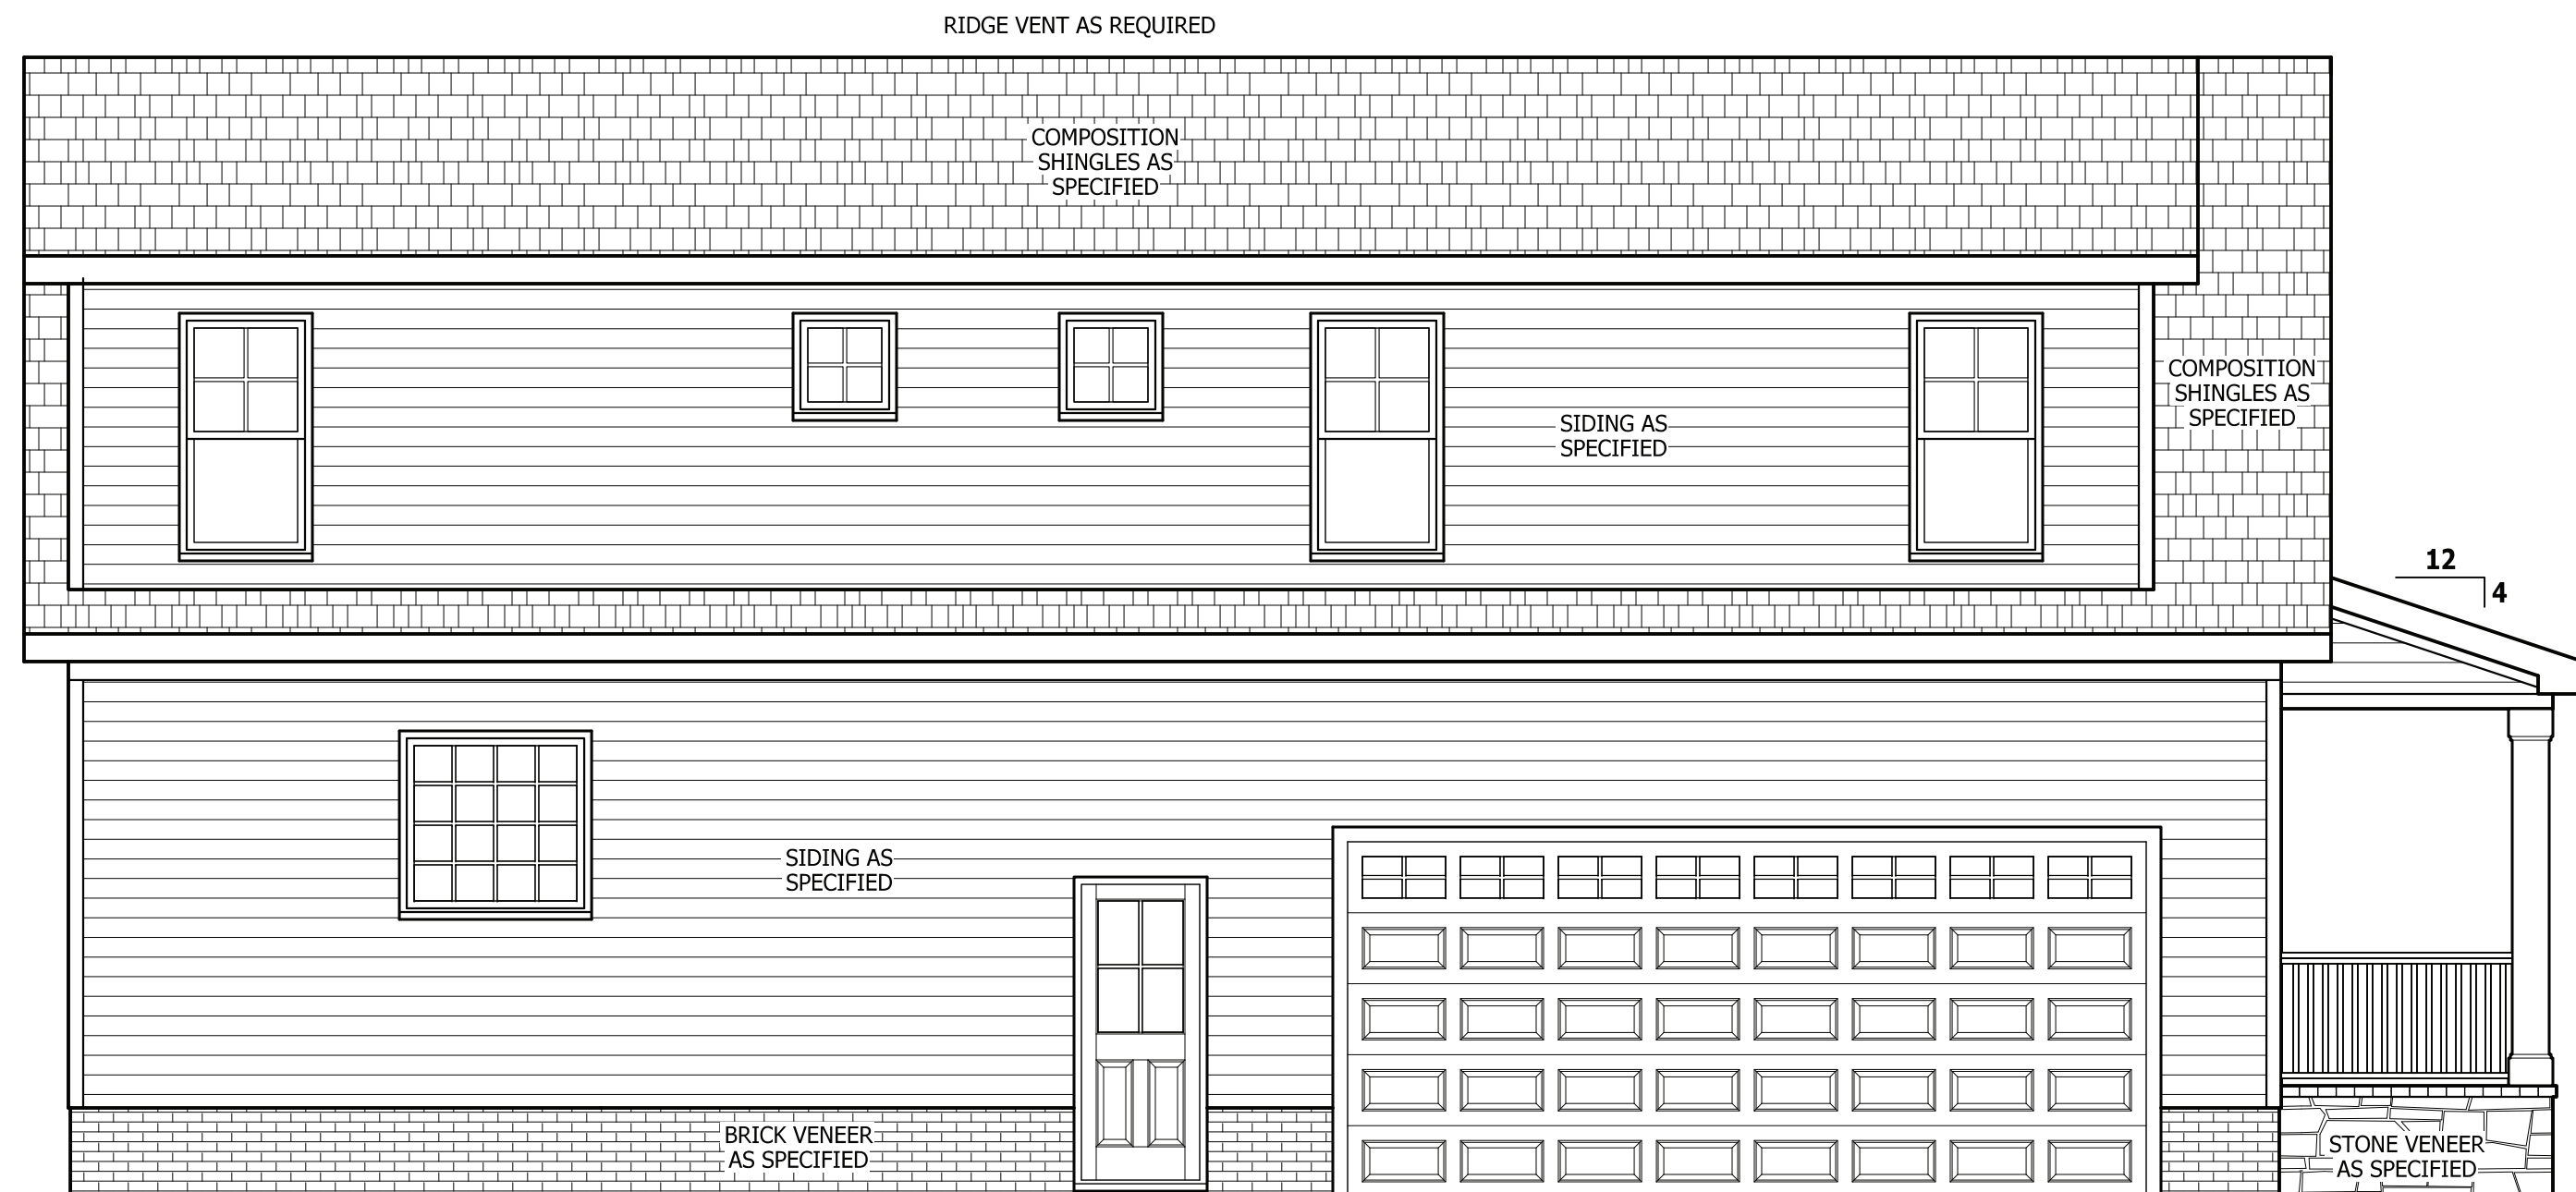 RIDGE VENT AS REQUIRED
COMPOSITION
SHINGLES AS
SPECIFIED
COMPOSITION
SHINGLES AS
SPECIFIED
SIDING AS
SPECIFIED
12
4
SIDING AS
SPECIFIED
BRICK VENEER
AS SPECIFIED
STONE VENEER
AS SPECIFIED